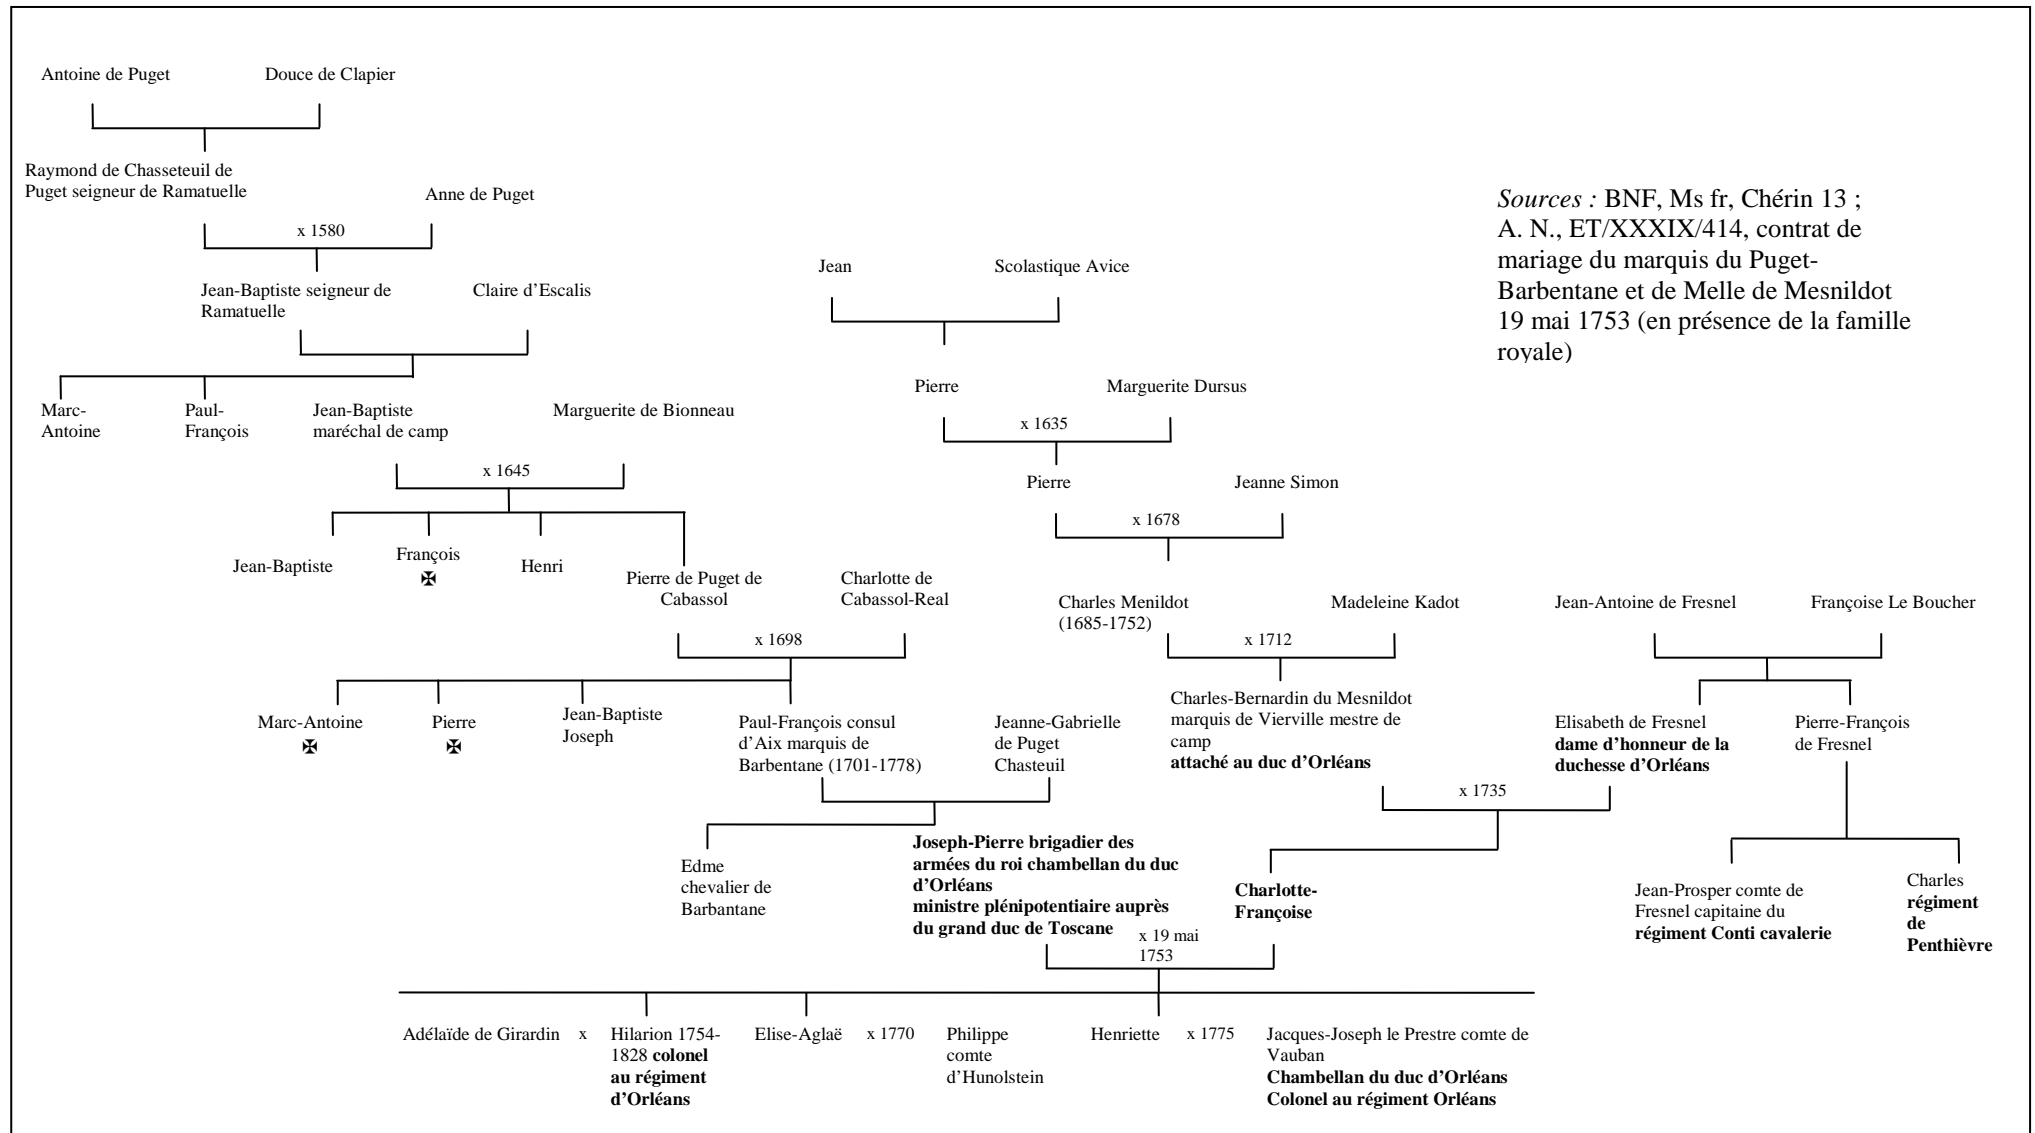 Antoine de Puget
Douce de Clapier
Raymond de Chasseteuil de
Puget seigneur de Ramatuelle
Anne de Puget
x 1580
Jean-Baptiste seigneur de
Ramatuelle
Claire d’Escalis
Marc-
Antoine
Paul-
François
Jean-Baptiste
maréchal de camp
Marguerite de Bionneau
x 1645
Jean-Baptiste
François
✠
Henri
Pierre de Puget de
Cabassol
Charlotte de
Cabassol-Real
x 1698
Marc-Antoine
✠
Pierre
✠
Jean-Baptiste
Joseph
Paul-François consul
d’Aix marquis de
Barbentane (1701-1778)
Jeanne-Gabrielle
de Puget
Chasteuil
Edme
chevalier de
Barbantane
Joseph-Pierre brigadier des
armées du roi chambellan du duc
d’Orléans
ministre plénipotentiaire auprès
du grand duc de Toscane
Jean
Scolastique Avice
Pierre
Marguerite Dursus
x 1635
Pierre
Jeanne Simon
x 1678
Charles Menildot
(1685-1752)
Madeleine Kadot
x 1712
Charles-Bernardin du Mesnildot
marquis de Vierville mestre de
camp
attaché au duc d’Orléans
Jean-Antoine de Fresnel
Françoise Le Boucher
Elisabeth de Fresnel
dame d’honneur de la
duchesse d’Orléans
Pierre-François
de Fresnel
x 1735
Charlotte-
Françoise
Jean-Prosper comte de
Fresnel capitaine du
régiment Conti cavalerie
Charles
régiment
de
Penthièvre
x 19 mai
1753
Adélaïde de Girardin
x
Hilarion 1754-
1828 colonel
au régiment
d’Orléans
Elise-Aglaë
x 1770
Philippe
comte
d’Hunolstein
Henriette
x 1775
Jacques-Joseph le Prestre comte de
Vauban
Chambellan du duc d’Orléans
Colonel au régiment Orléans
Sources : BNF, Ms fr, Chérin 13 ;
A. N., ET/XXXIX/414, contrat de
mariage du marquis du Puget-
Barbentane et de Melle de Mesnildot
19 mai 1753 (en présence de la famille
royale)